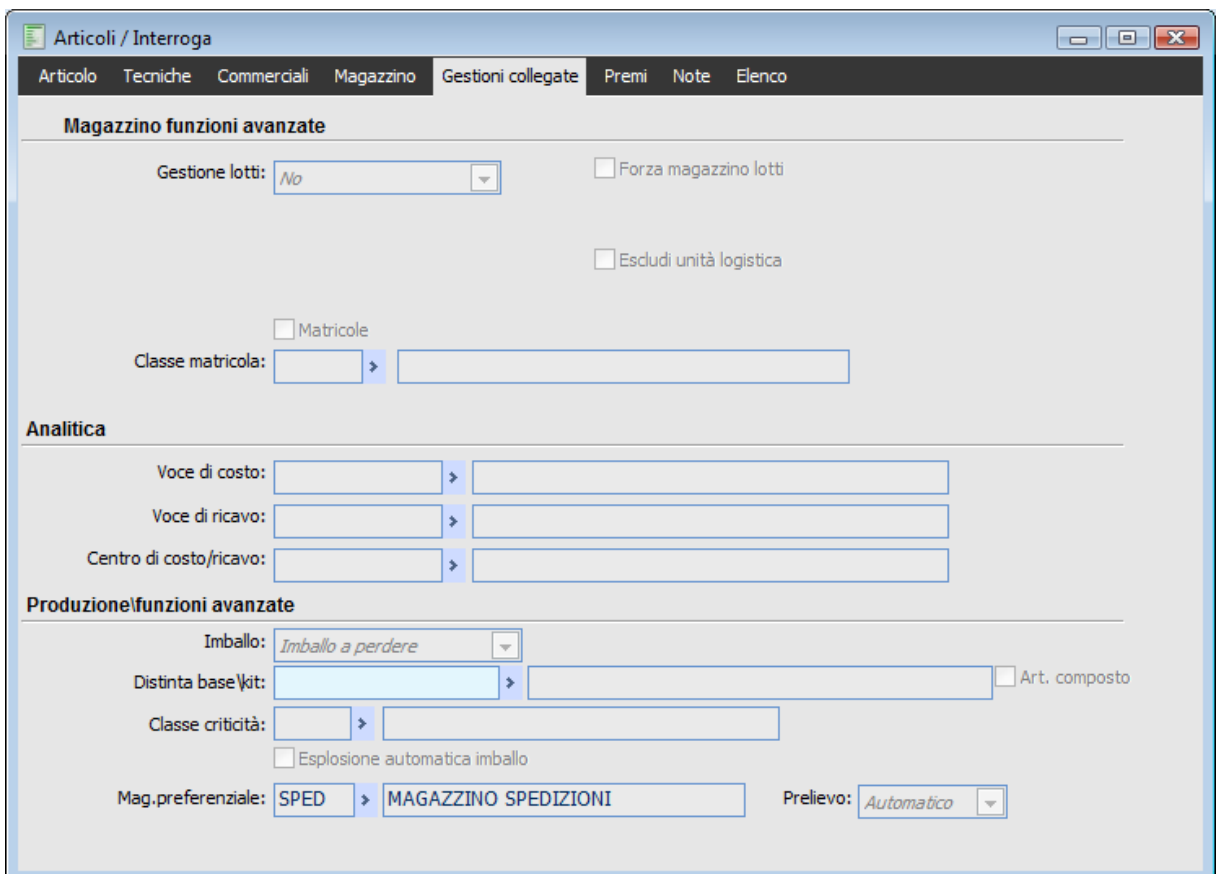 Articoli / Interroga
Articolo Tecniche Commerciali Magazzino Gestioni collegate Premi Note Elenco
Magazzino funzioni avanzate
Gestione lotti: No Forza magazzino lotti
Escludi unità logistica
Matricole
Classe matricola:
Analitica
Voce di costo:
Voce di ricavo:
Centro di costo/ricavo:
Produzione\funzioni avanzate
Imballo: Imballo a perdere
Distinta base\kit: Art. composto
Classe criticità:
Esplosione automatica imballo
Mag.preferenziale: SPED MAGAZZINO SPEDIZIONI Prelievo: Automatico